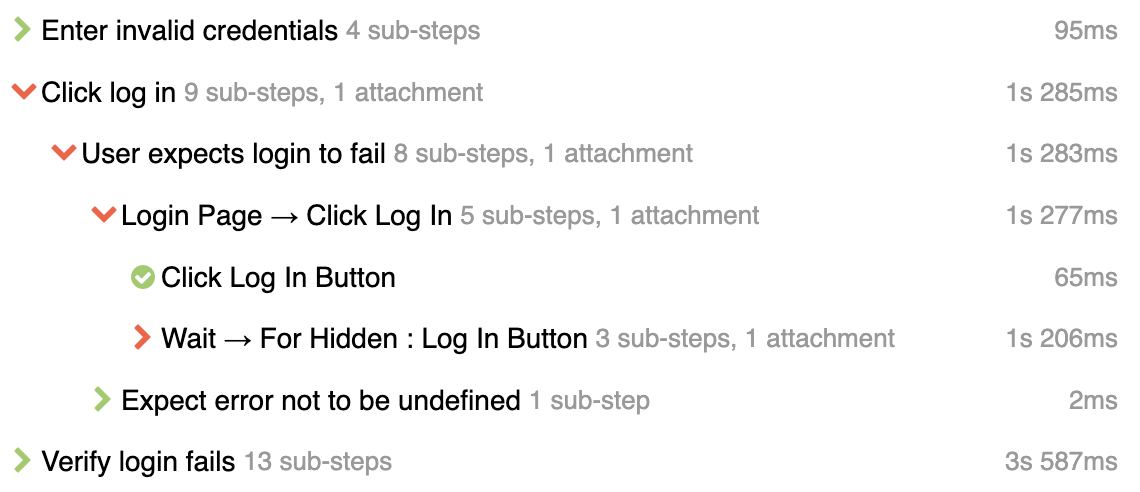 Enter invalid credentials 4 sub-steps 95ms
Click log in 9 sub-steps, 1 attachment 1s 285ms
User expects login to fail 8 sub-steps, 1 attachment 1s 283ms
Login Page → Click Log In 5 sub-steps, 1 attachment 1s 277ms
Click Log In Button 65ms
Wait → For Hidden : Log In Button 3 sub-steps, 1 attachment 1s 206ms
Expect error not to be undefined 1 sub-step 2ms
Verify login fails 13 sub-steps 3s 587ms